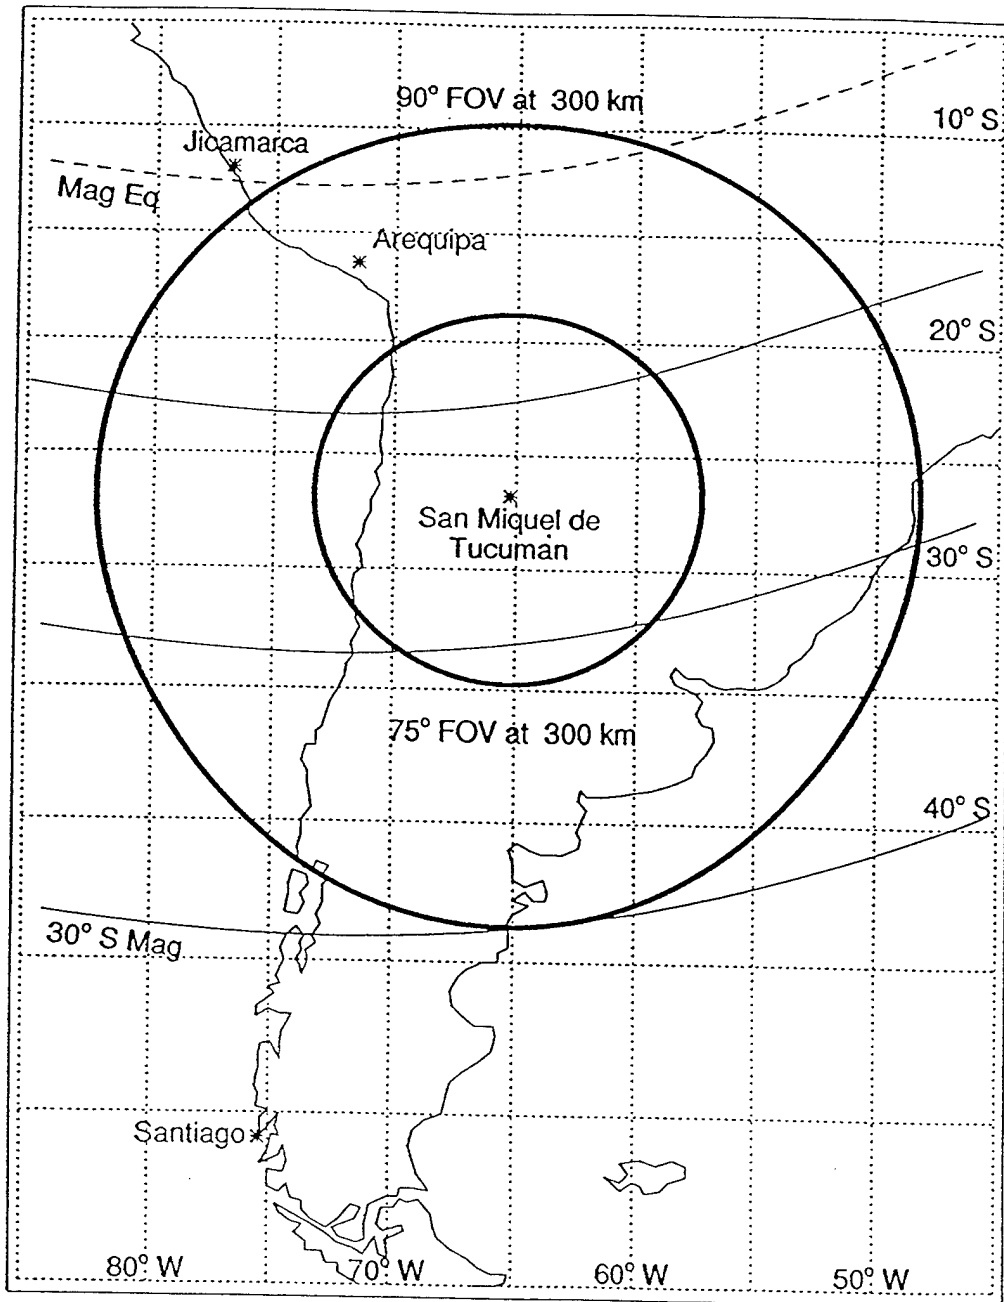 90° FOV at 300 km
10° S
Jicamarca
Mag Eq
Arequipa
20° S
San Miquel de
Tucumán
30° S
75° FOV at 300 km
40° S
30° S Mag
Santiago
80° W
70° W
60° W
50° W